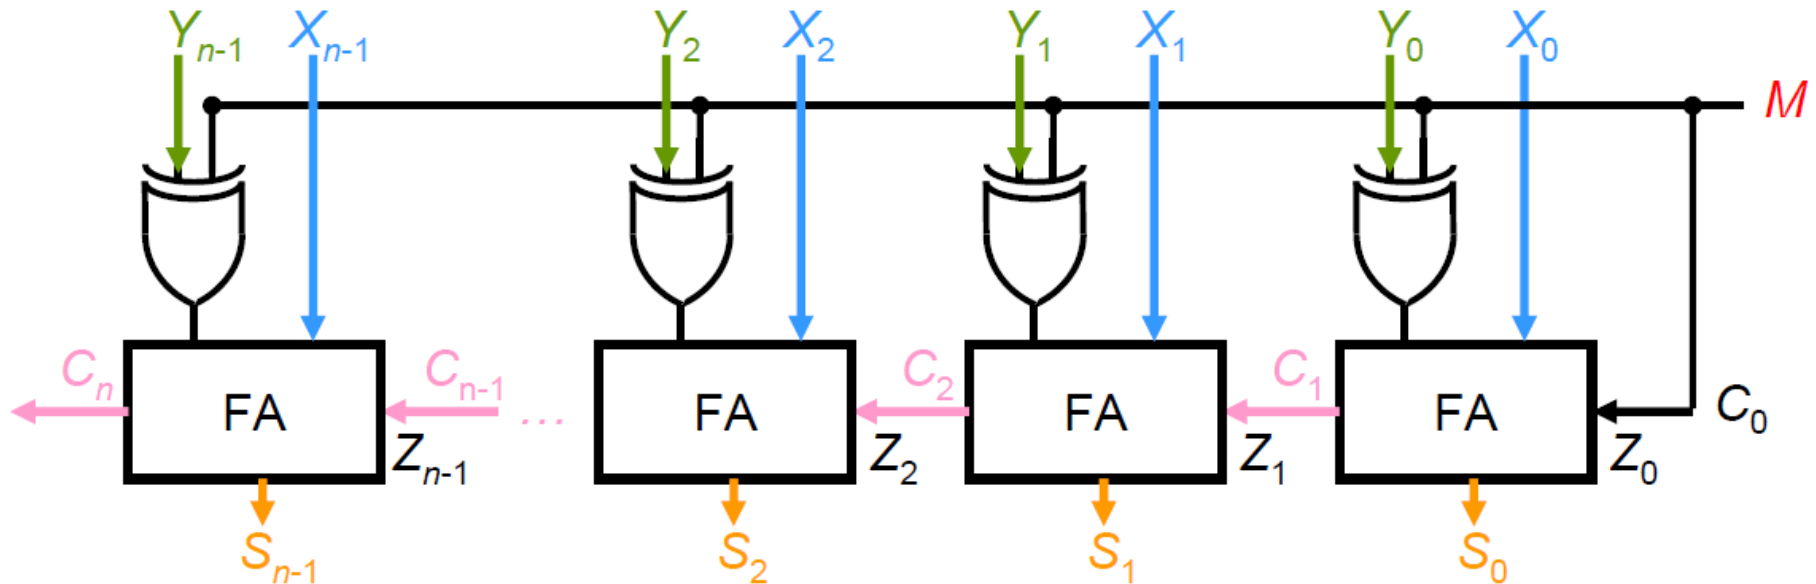 Yn-1 Xn-1 Y2 X2 Y1 X1 Y0 X0
M
Cn FA Cn-1 ... FA C2 FA C1 FA C0
Zn-1 Z2 Z1 Z0
Sn-1 S2 S1 S0